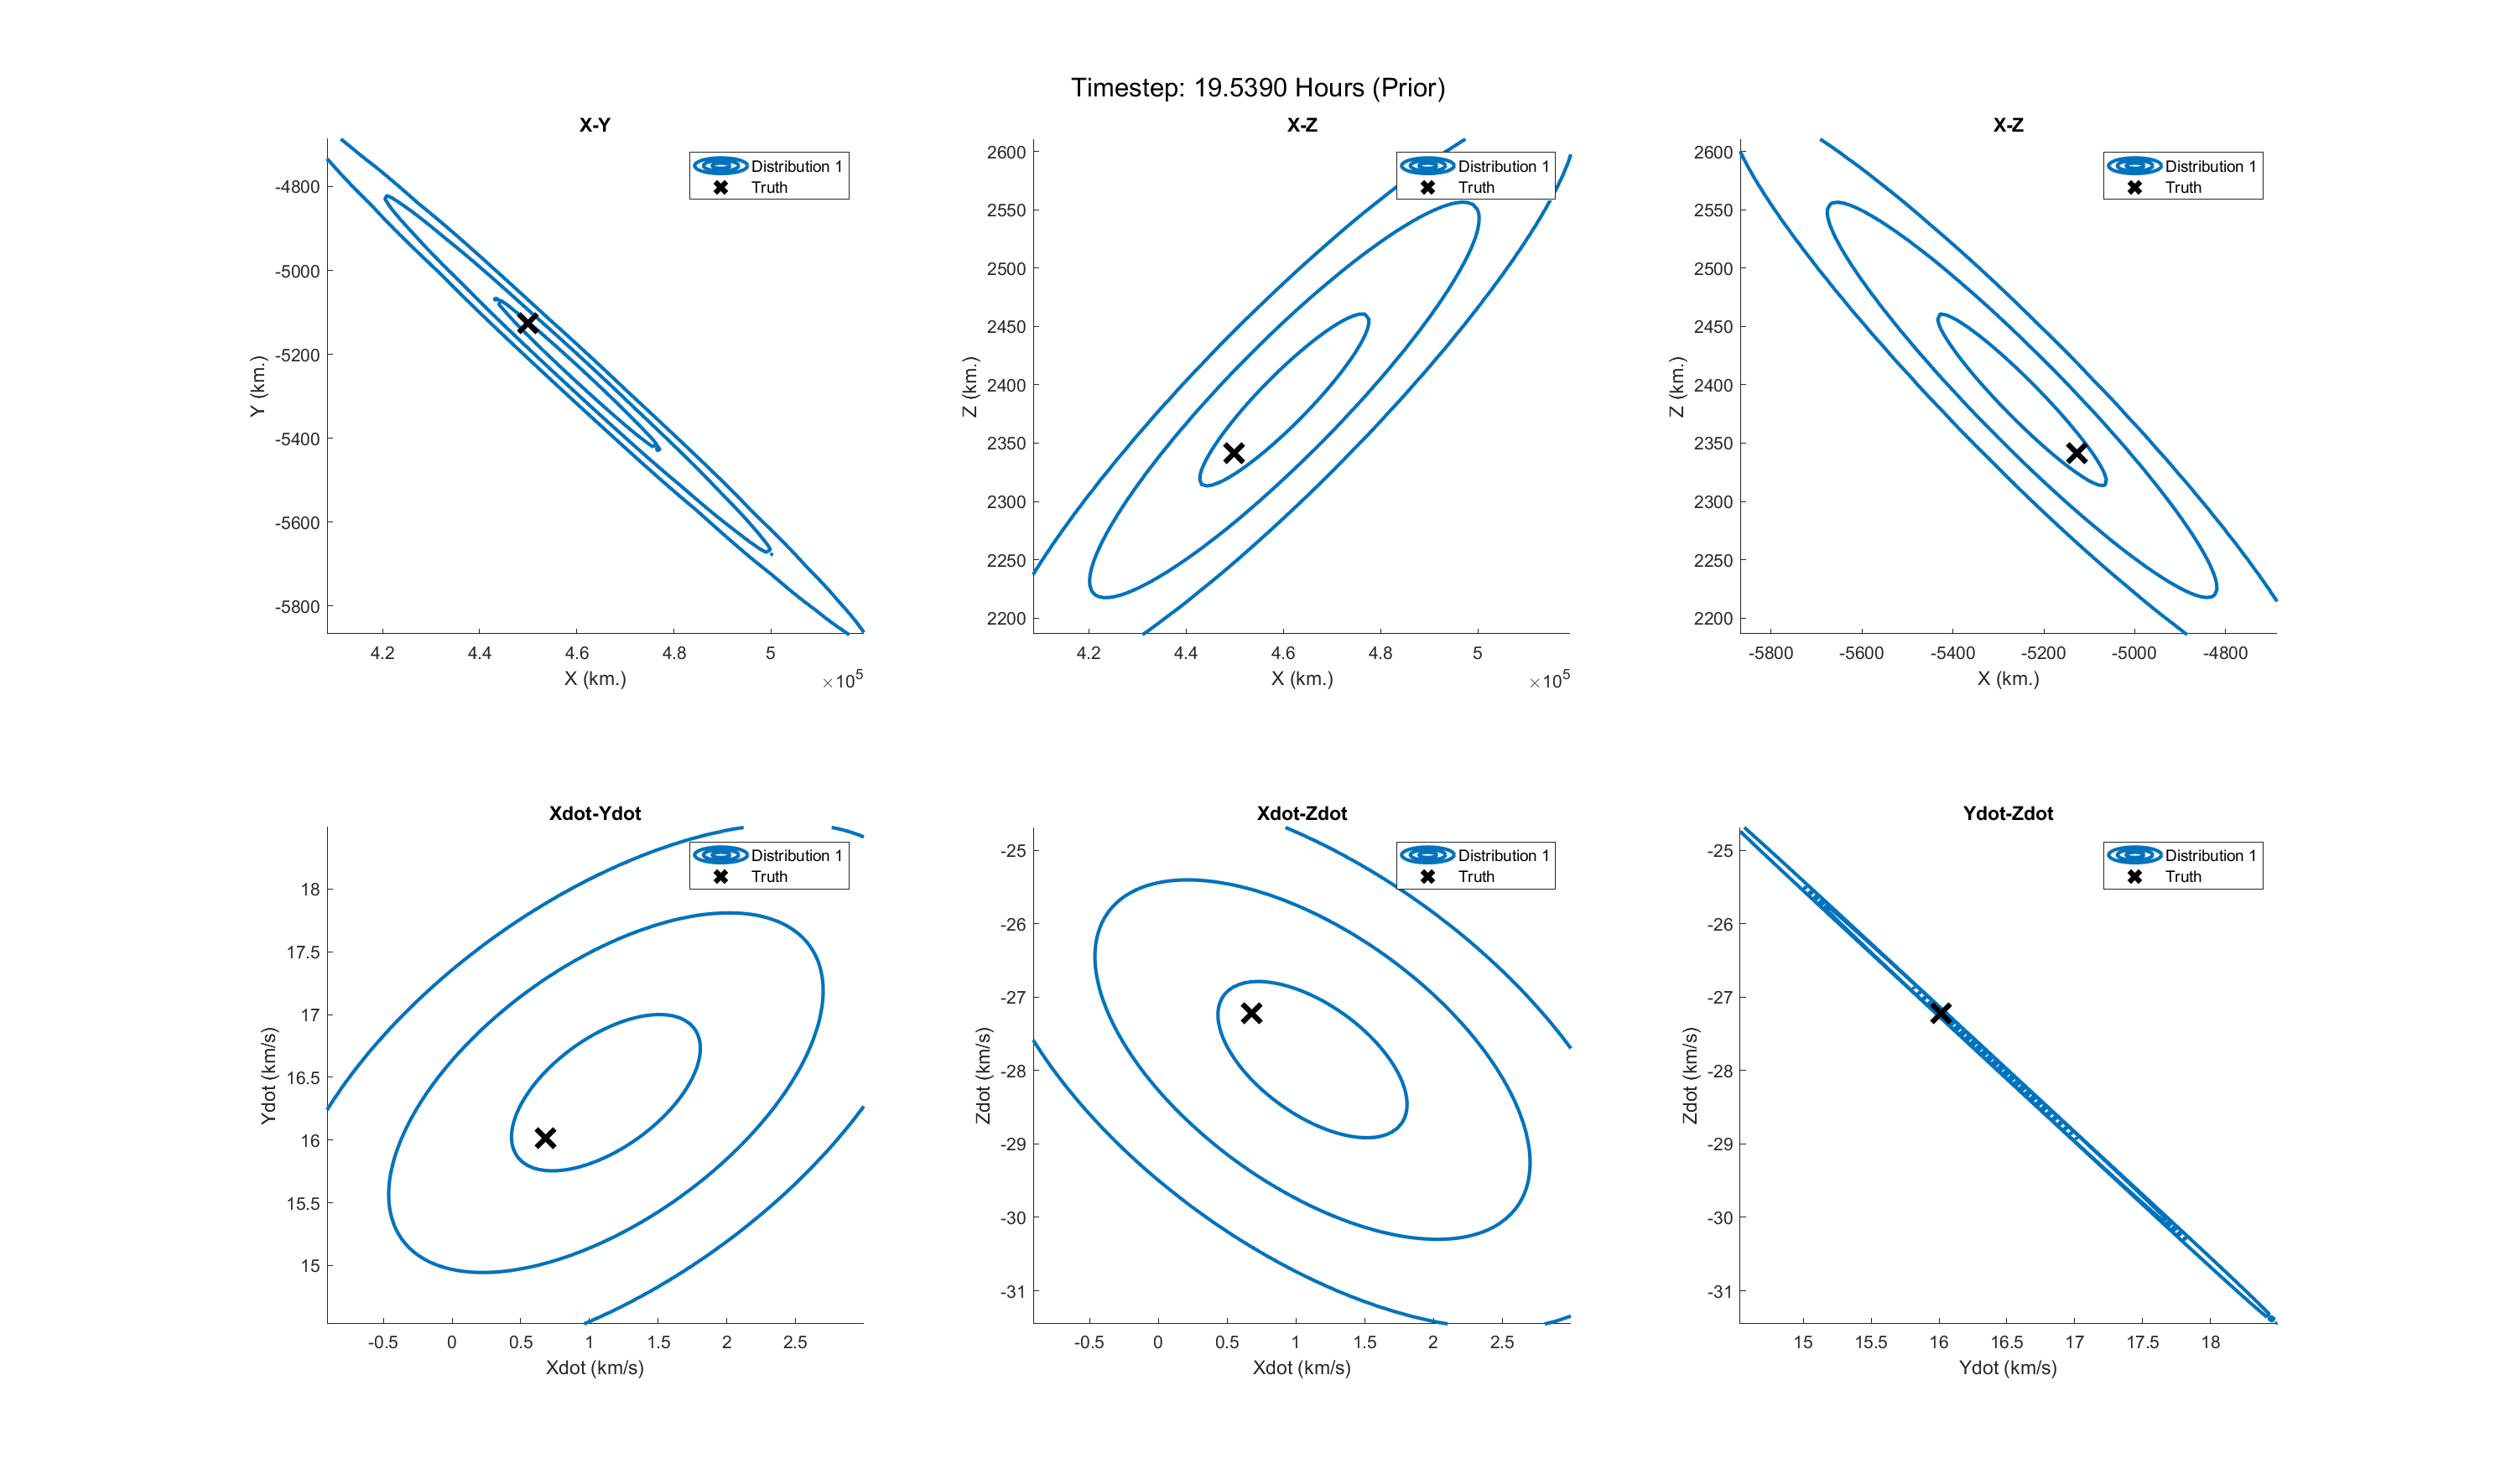 Timestep: 19.5390 Hours (Prior)
X-Y
Distribution 1
Truth
-4800
-5000
-5200
-5400
-5600
-5800
Y (km.)
4.2 4.4 4.6 4.8 5
X (km.)
×10^5
X-Z
Distribution 1
Truth
2600
2550
2500
2450
2400
2350
2300
2250
2200
Z (km.)
4.2 4.4 4.6 4.8 5
X (km.)
×10^5
X-Z
Distribution 1
Truth
2600
2550
2500
2450
2400
2350
2300
2250
2200
Z (km.)
-5800 -5600 -5400 -5200 -5000 -4800
X (km.)
Xdot-Ydot
Distribution 1
Truth
18
17.5
17
16.5
16
15.5
15
Ydot (km/s)
-0.5 0 0.5 1 1.5 2 2.5
Xdot (km/s)
Xdot-Zdot
Distribution 1
Truth
-25
-26
-27
-28
-29
-30
-31
Zdot (km/s)
-0.5 0 0.5 1 1.5 2 2.5
Xdot (km/s)
Ydot-Zdot
Distribution 1
Truth
-25
-26
-27
-28
-29
-30
-31
Zdot (km/s)
15 15.5 16 16.5 17 17.5 18
Ydot (km/s)